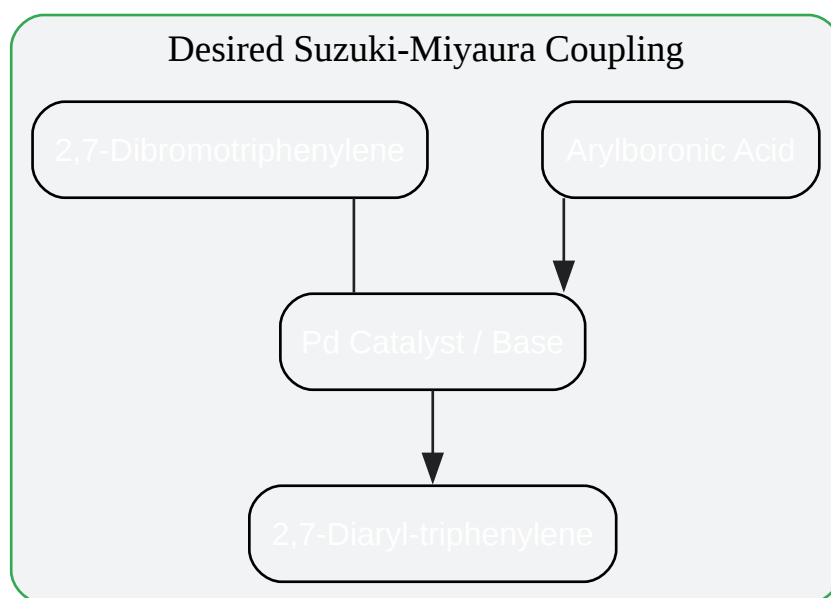 Desired Suzuki-Miyaura Coupling
2,7-Dibromotriphenylene
Arylboronic Acid
Pd Catalyst / Base
2,7-Diaryl-triphenylene